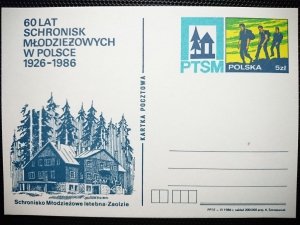 60 LAT
SCHRONISK
MŁODZIEŻOWYCH
W POLSCE
1926-1986
PTSM
POLSKA 5zł
KARTKA POCZTOWA
Schronisko Młodzieżowe Istebna-Zaolzie